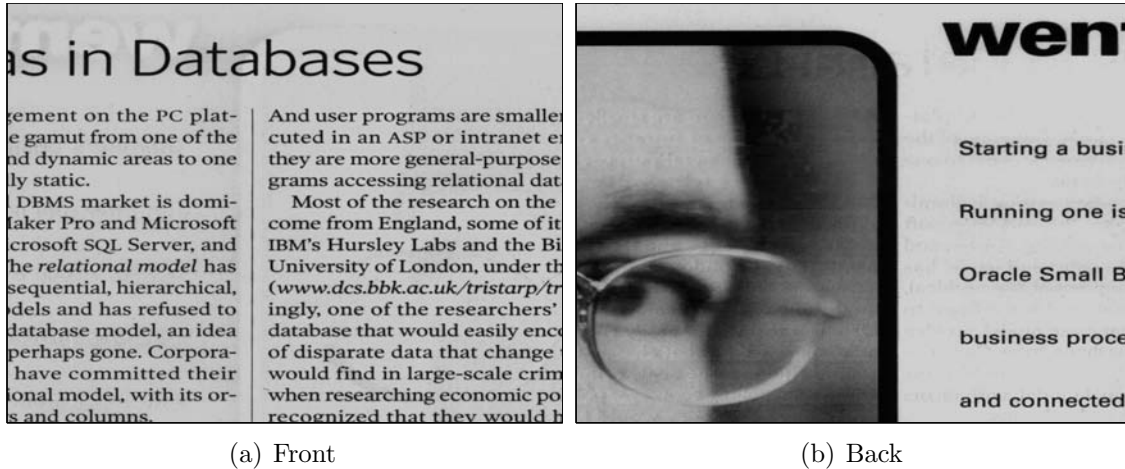 as in Databases
gement on the PC plat-
e gamut from one of the
nd dynamic areas to one
lly static.
DBMS market is domi-
Maker Pro and Microsoft
crosoft SQL Server, and
The relational model has
sequential, hierarchical,
dels and has refused to
database model, an idea
perhaps gone. Corpora-
have committed their
ional model, with its or-
s and columns.
And user programs are smaller
cuted in an ASP or intranet en
they are more general-purpose
grams accessing relational dat
Most of the research on the
come from England, some of it
IBM's Hursley Labs and the Bi
University of London, under th
(www.dcs.bbk.ac.uk/tristarp/tr
ingly, one of the researchers'
database that would easily enco
of disparate data that change
would find in large-scale crim
when researching economic po
recognized that they would h
(a) Front
went
Starting a busi
Running one is
Oracle Small B
business proce
and connected
(b) Back